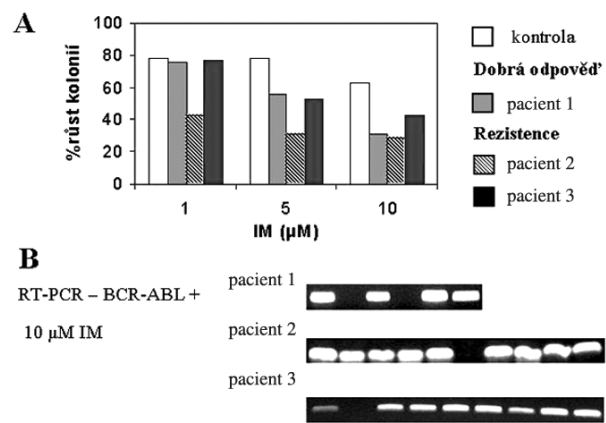 A
%růst kolonií
100
80
60
40
20
0
1 5 10
IM (µM)
kontrola
Dobrá odpověď
pacient 1
Rezistence
pacient 2
pacient 3
B
RT-PCR – BCR-ABL +
10 µM IM
pacient 1
pacient 2
pacient 3